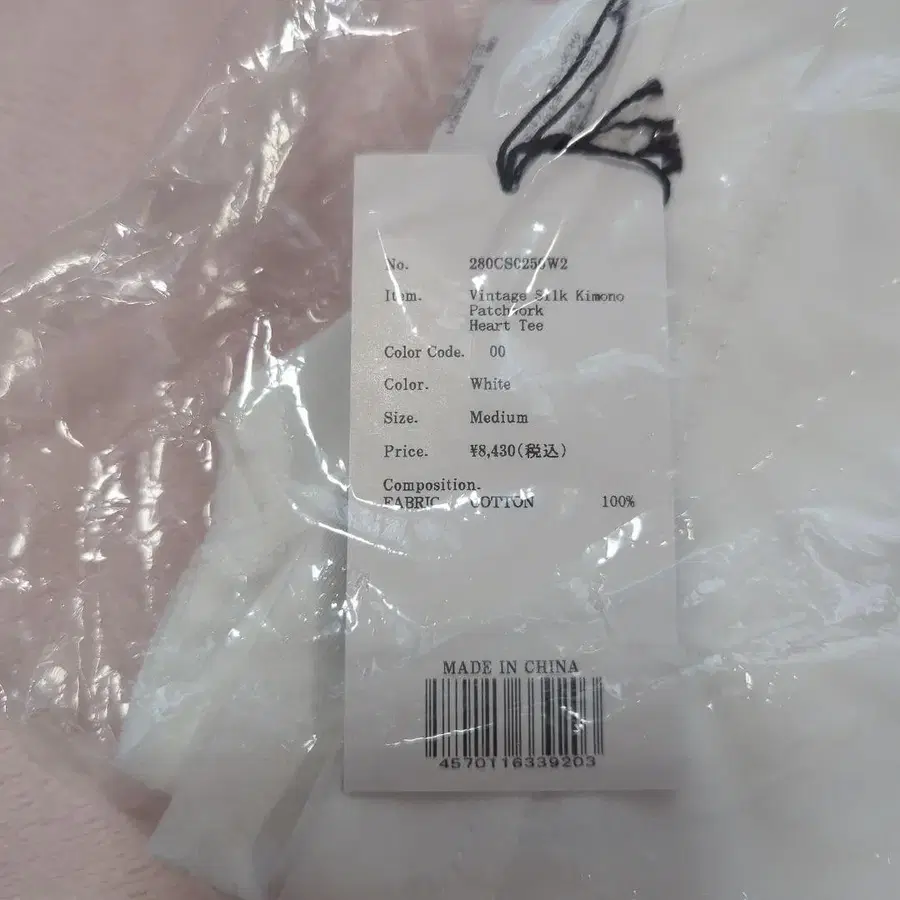 No. 280CS0259W2
Item. Vintage Silk Kimono
Patchwork
Heart Tee
Color Code. 00
Color. White
Size. Medium
Price. ¥8,430(税込)
Composition.
FABRIC COTTON 100%
MADE IN CHINA
4570116339203